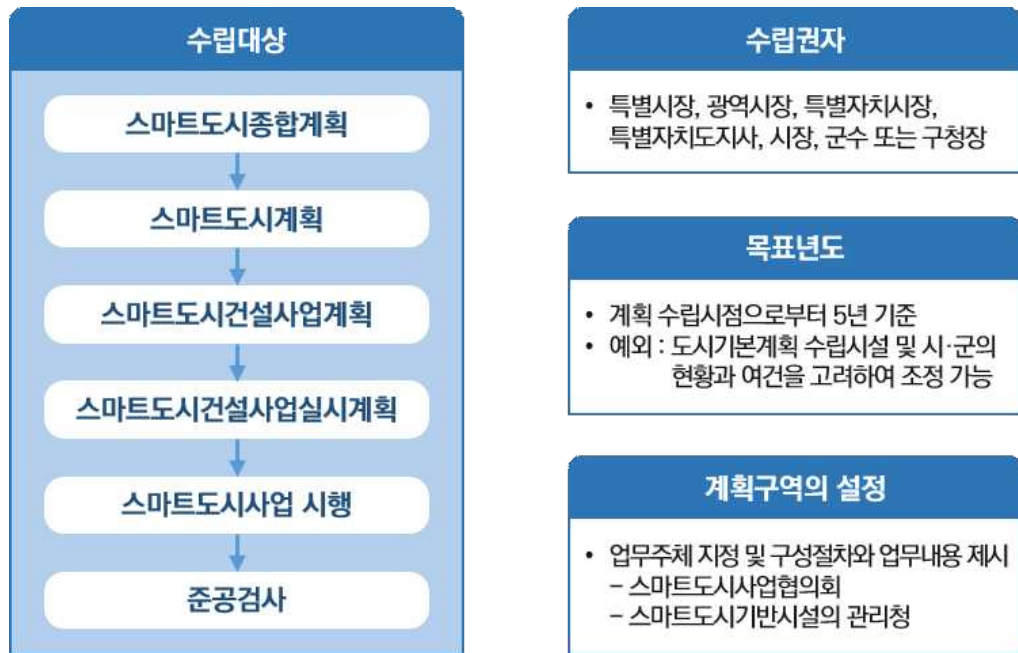 수립대상
스마트도시종합계획
스마트도시계획
스마트도시건설사업계획
스마트도시건설사업실시계획
스마트도시사업 시행
준공검사
수립권자
• 특별시장, 광역시장, 특별자치시장,
특별자치도지사, 시장, 군수 또는 구청장
목표년도
• 계획 수립시점으로부터 5년 기준
• 예외 : 도시기본계획 수립시설 및 시·군의
현황과 여건을 고려하여 조정 가능
계획구역의 설정
• 업무주체 지정 및 구성절차와 업무내용 제시
– 스마트도시사업협의회
– 스마트도시기반시설의 관리청